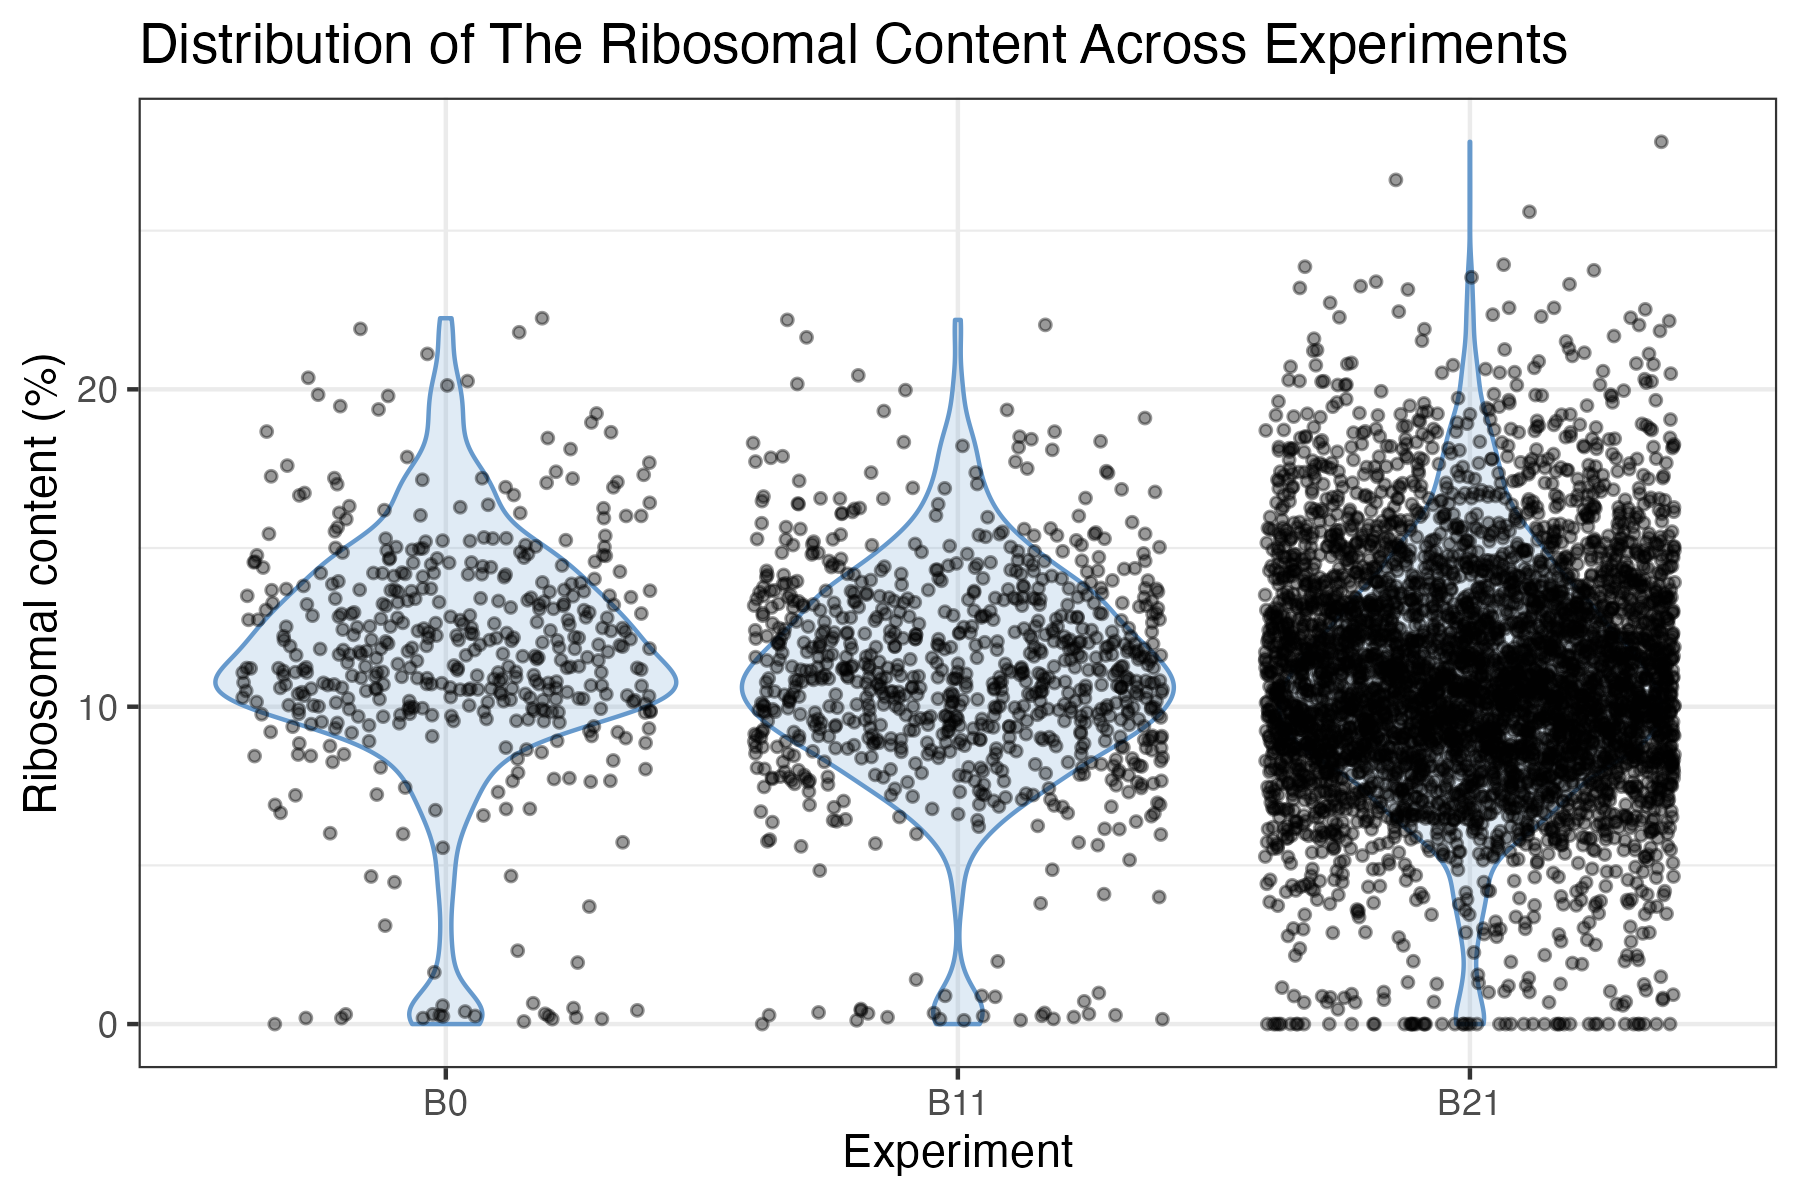 Distribution of The Ribosomal Content Across Experiments
Ribosomal content (%)
20
10
0
B0
B11
B21
Experiment